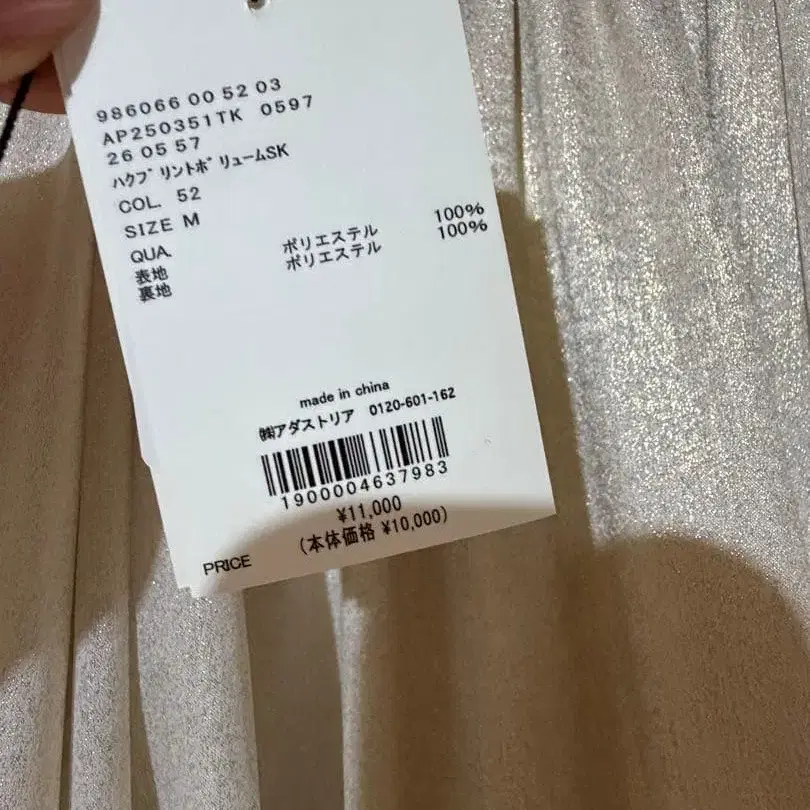 986066 00 52 03
AP250351TK 0597
26 05 57
ハクプリントボリュームSK
COL. 52
SIZE M
QUA.
表地 ポリエステル 100%
裏地 ポリエステル 100%
made in china
㈱アダストリア 0120-601-162
1900004637983
¥11,000
(本体価格 ¥10,000)
PRICE